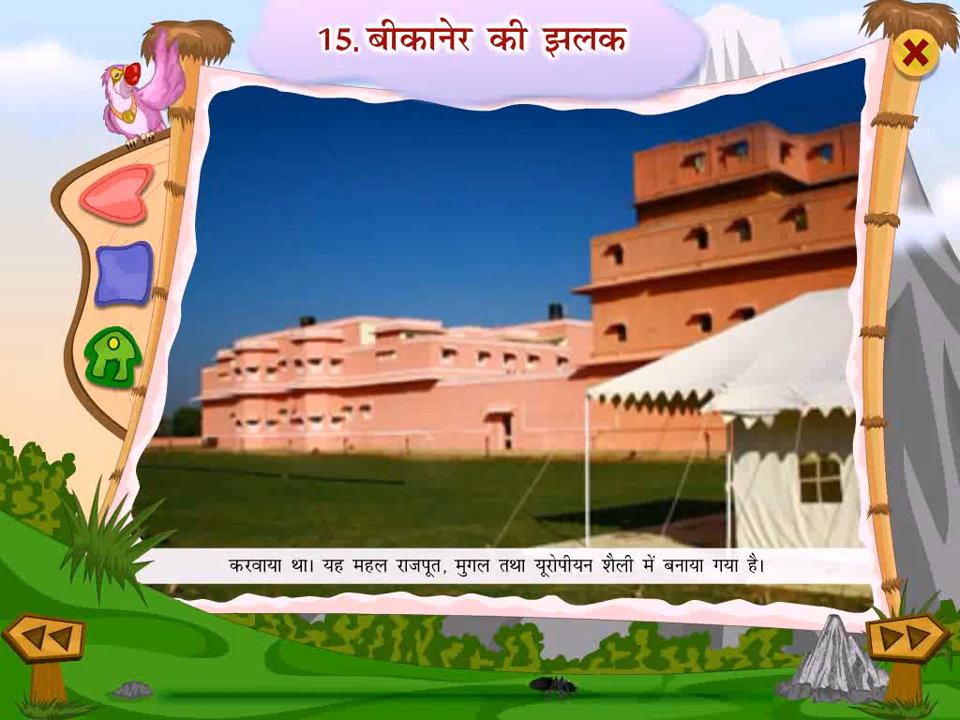 15. बीकानेर की झलक
करवाया था। यह महल राजपूत, मुगल तथा यूरोपीयन शैली में बनाया गया है।